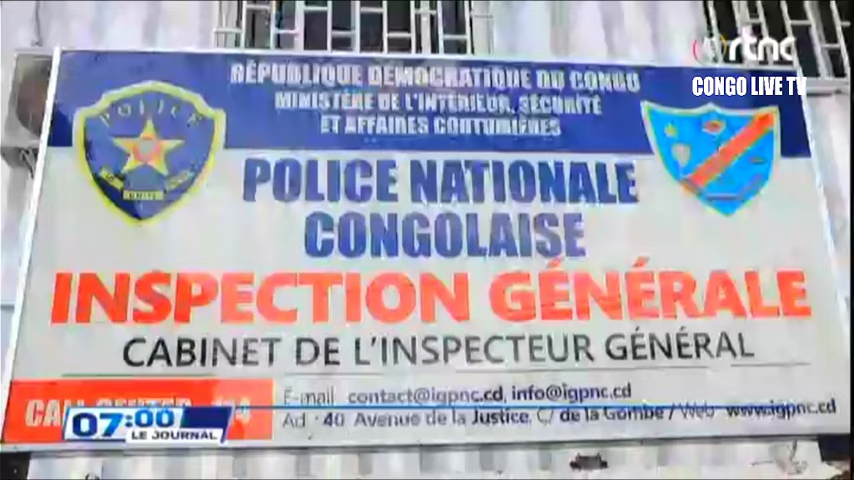 rtnc
CONGO LIVE TV
RÉPUBLIQUE DÉMOCRATIQUE DU CONGO
MINISTÈRE DE L'INTÉRIEUR, SÉCURITÉ
ET AFFAIRES COUTUMIÈRES
POLICE
POLICE NATIONALE
CONGOLAISE
INSPECTION GÉNÉRALE
CABINET DE L'INSPECTEUR GÉNÉRAL
CALL CENTER
E-mail contact@igpnc.cd, info@igpnc.cd
Ad : 40 Avenue de la Justice, C/ de la Gombe / Web www.igpnc.cd
07:00
LE JOURNAL